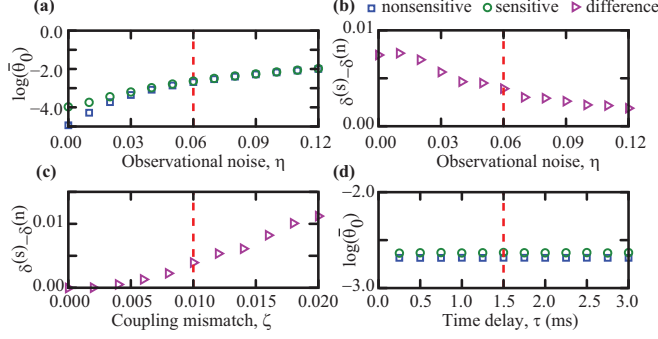 (a) (b) nonsensitive sensitive difference
log(θ̄₀) 0.0 −2.0 −4.0
0.00 0.03 0.06 0.09 0.12
Observational noise, η
δ⁽ˢ⁾−δ⁽ⁿ⁾ 0.01 0.00
0.00 0.03 0.06 0.09 0.12
Observational noise, η
(c)
δ⁽ˢ⁾−δ⁽ⁿ⁾ 0.01 0.00
0.000 0.005 0.010 0.015 0.020
Coupling mismatch, ζ
(d)
log(θ̄₀) −2.0 −3.0
0.0 0.5 1.0 1.5 2.0 2.5 3.0
Time delay, τ (ms)